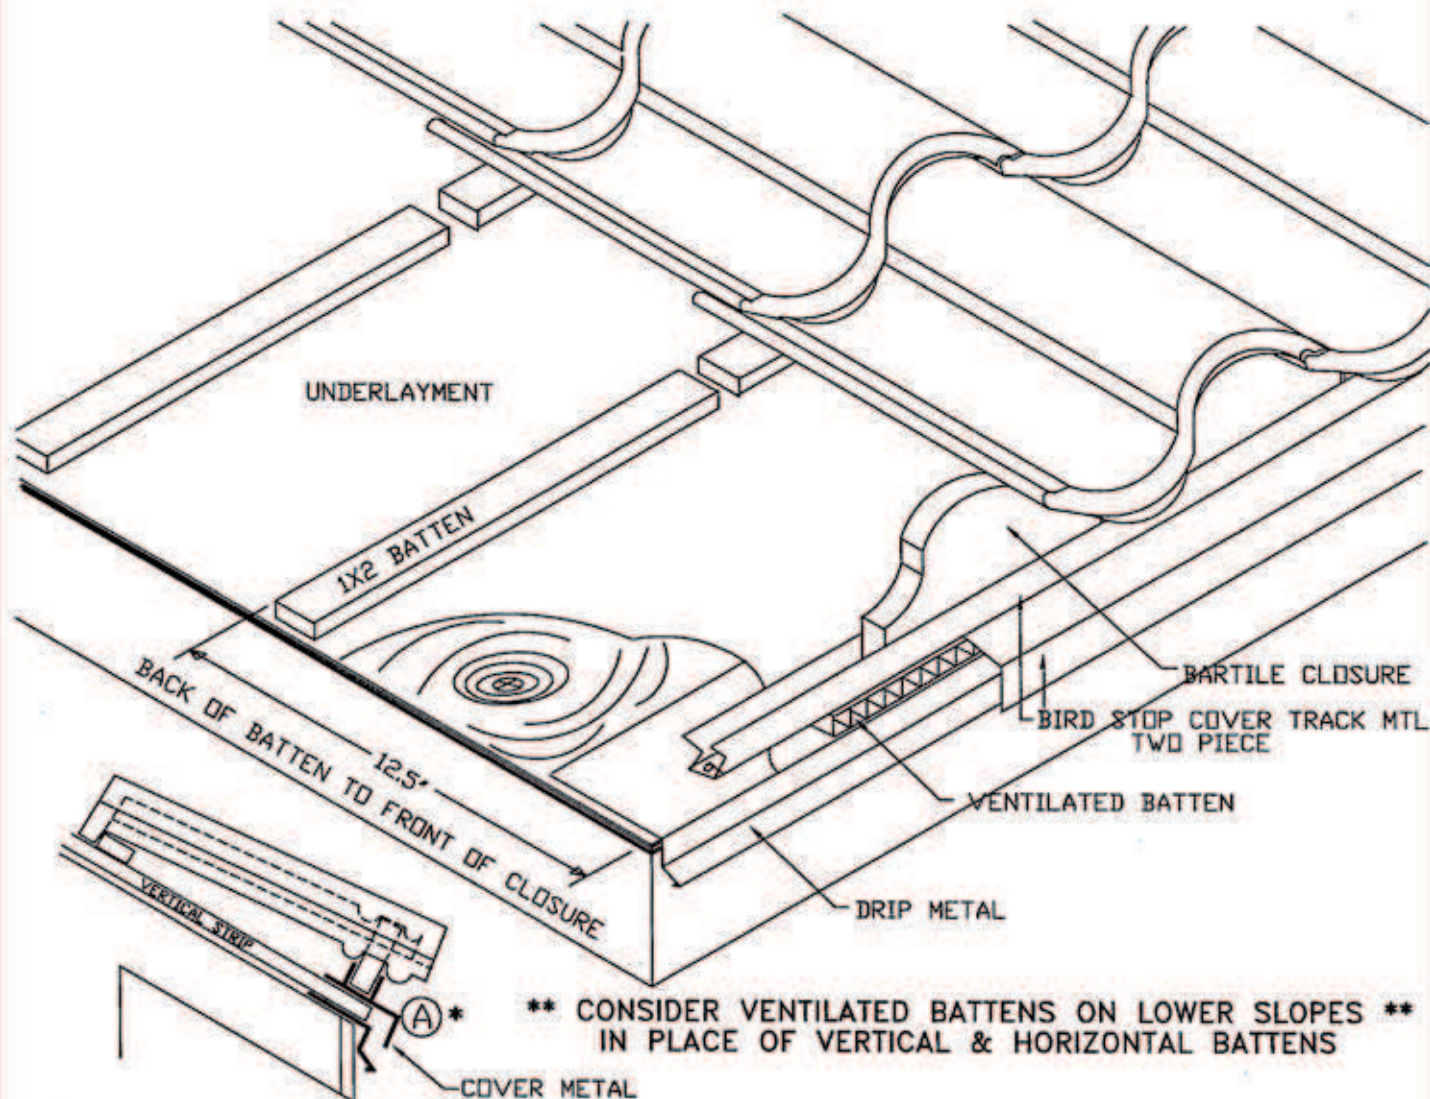 UNDERLAYMENT
1X2 BATTEN
BACK OF BATTEN TO FRONT OF CLOSURE
12.5"
BARTILE CLOSURE
BIRD STOP COVER TRACK MTL
TWO PIECE
VENTILATED BATTEN
DRIP METAL
VERTICAL STRIP
A *
** CONSIDER VENTILATED BATTENS ON LOWER SLOPES **
IN PLACE OF VERTICAL & HORIZONTAL BATTENS
COVER METAL